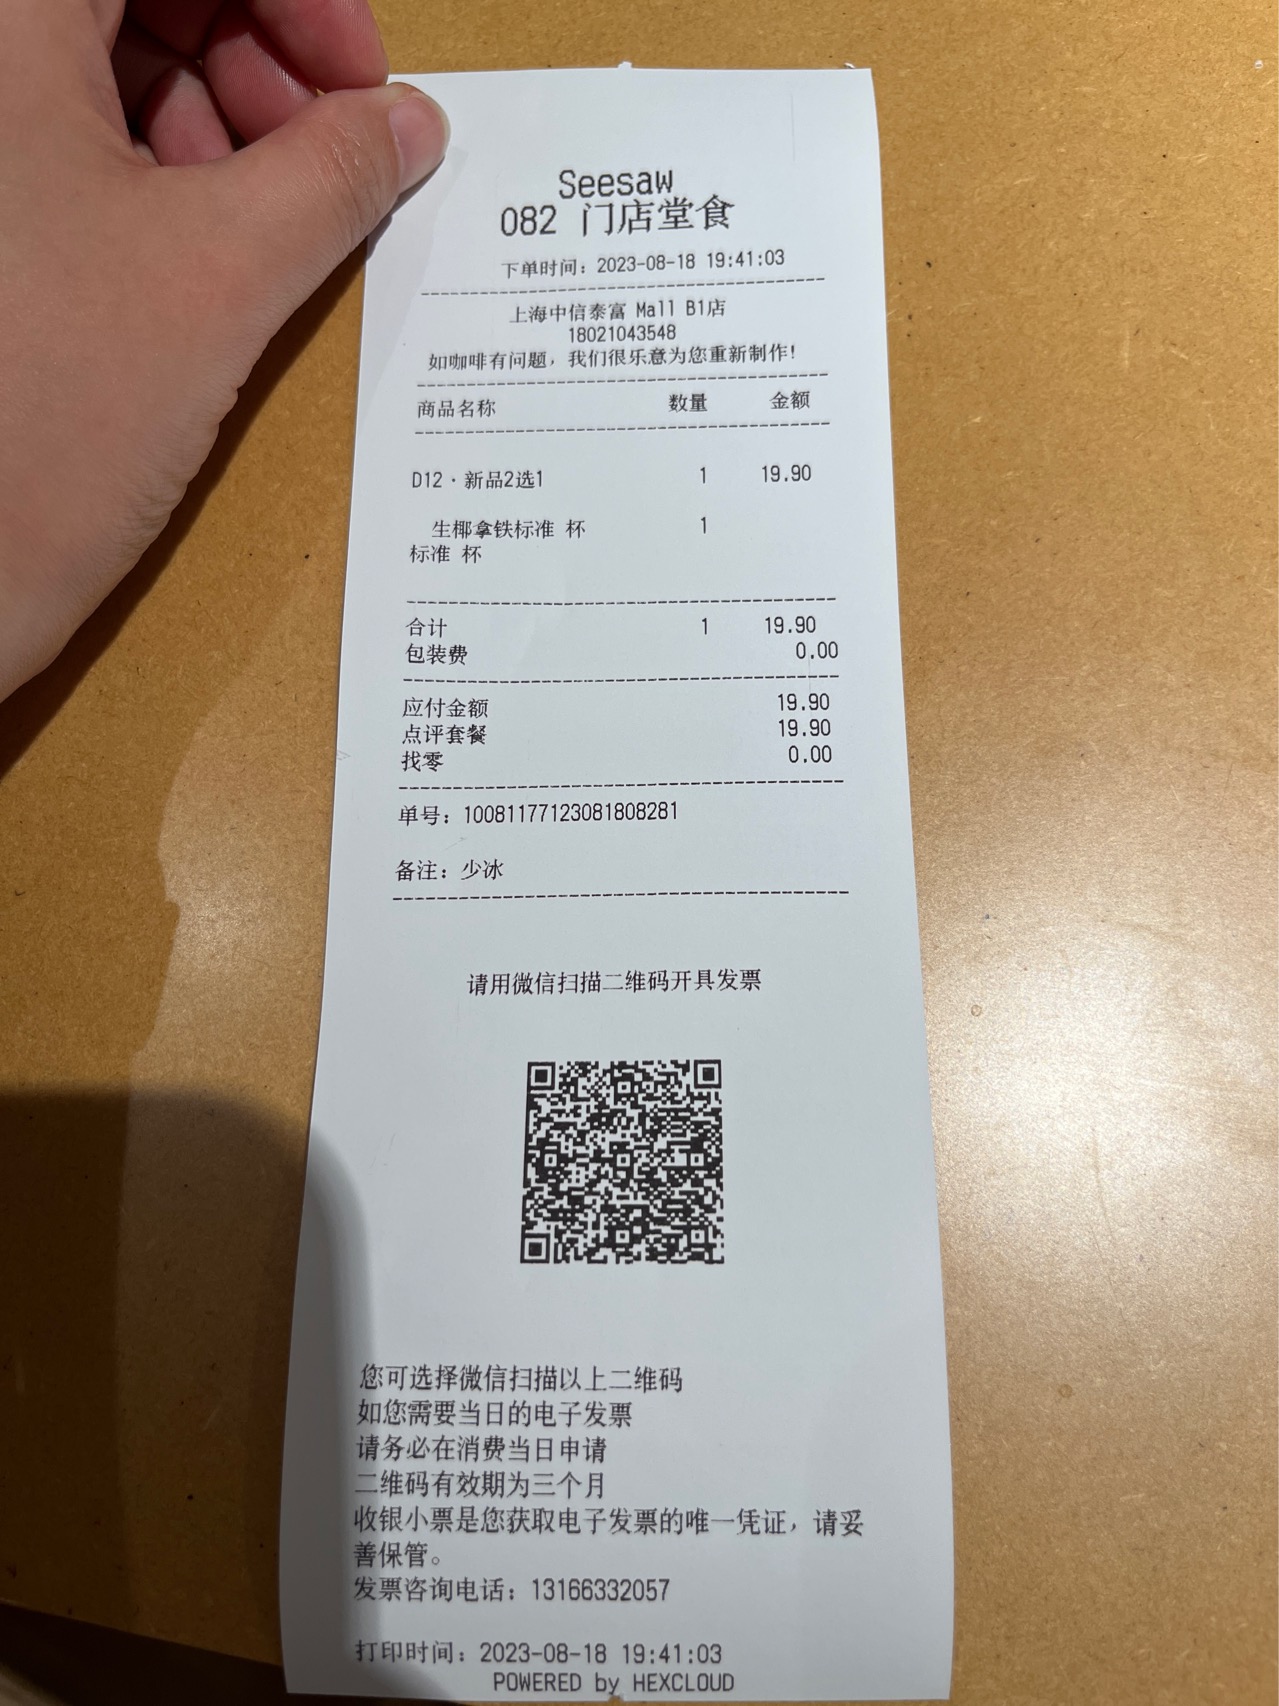 Seesaw
082 门店堂食
下单时间：2023-08-18 19:41:03
上海中信泰富 Mall B1店
18021043548
如咖啡有问题，我们很乐意为您重新制作!
商品名称 数量 金额
D12·新品2选1 1 19.90
生椰拿铁标准 杯 1
标准 杯
合计 1 19.90
包装费 0.00
应付金额 19.90
点评套餐 19.90
找零 0.00
单号：10081177123081808281
备注：少冰
请用微信扫描二维码开具发票
您可选择微信扫描以上二维码
如您需要当日的电子发票
请务必在消费当日申请
二维码有效期为三个月
收银小票是您获取电子发票的唯一凭证，请妥
善保管。
发票咨询电话：13166332057
打印时间：2023-08-18 19:41:03
POWERED by HEXCLOUD